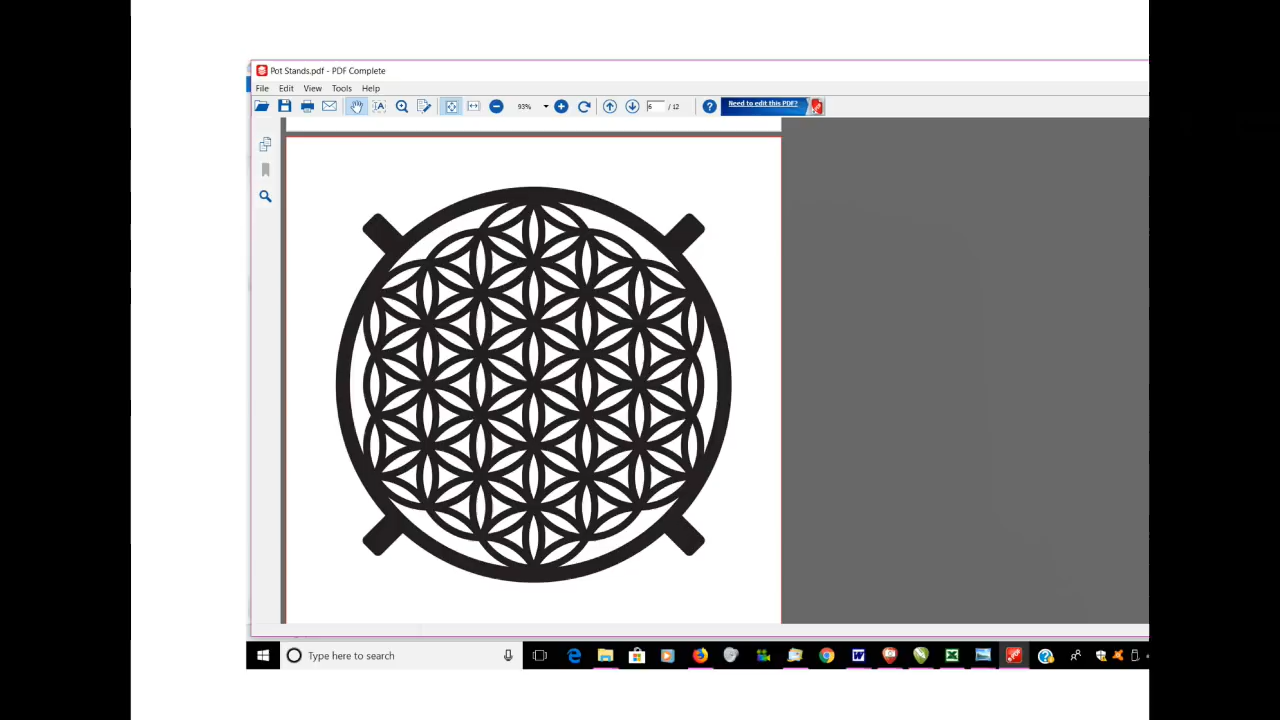 Pot Stands.pdf - PDF Complete
File Edit View Tools Help
93% 6 / 12 Need to edit this PDF?
Type here to search